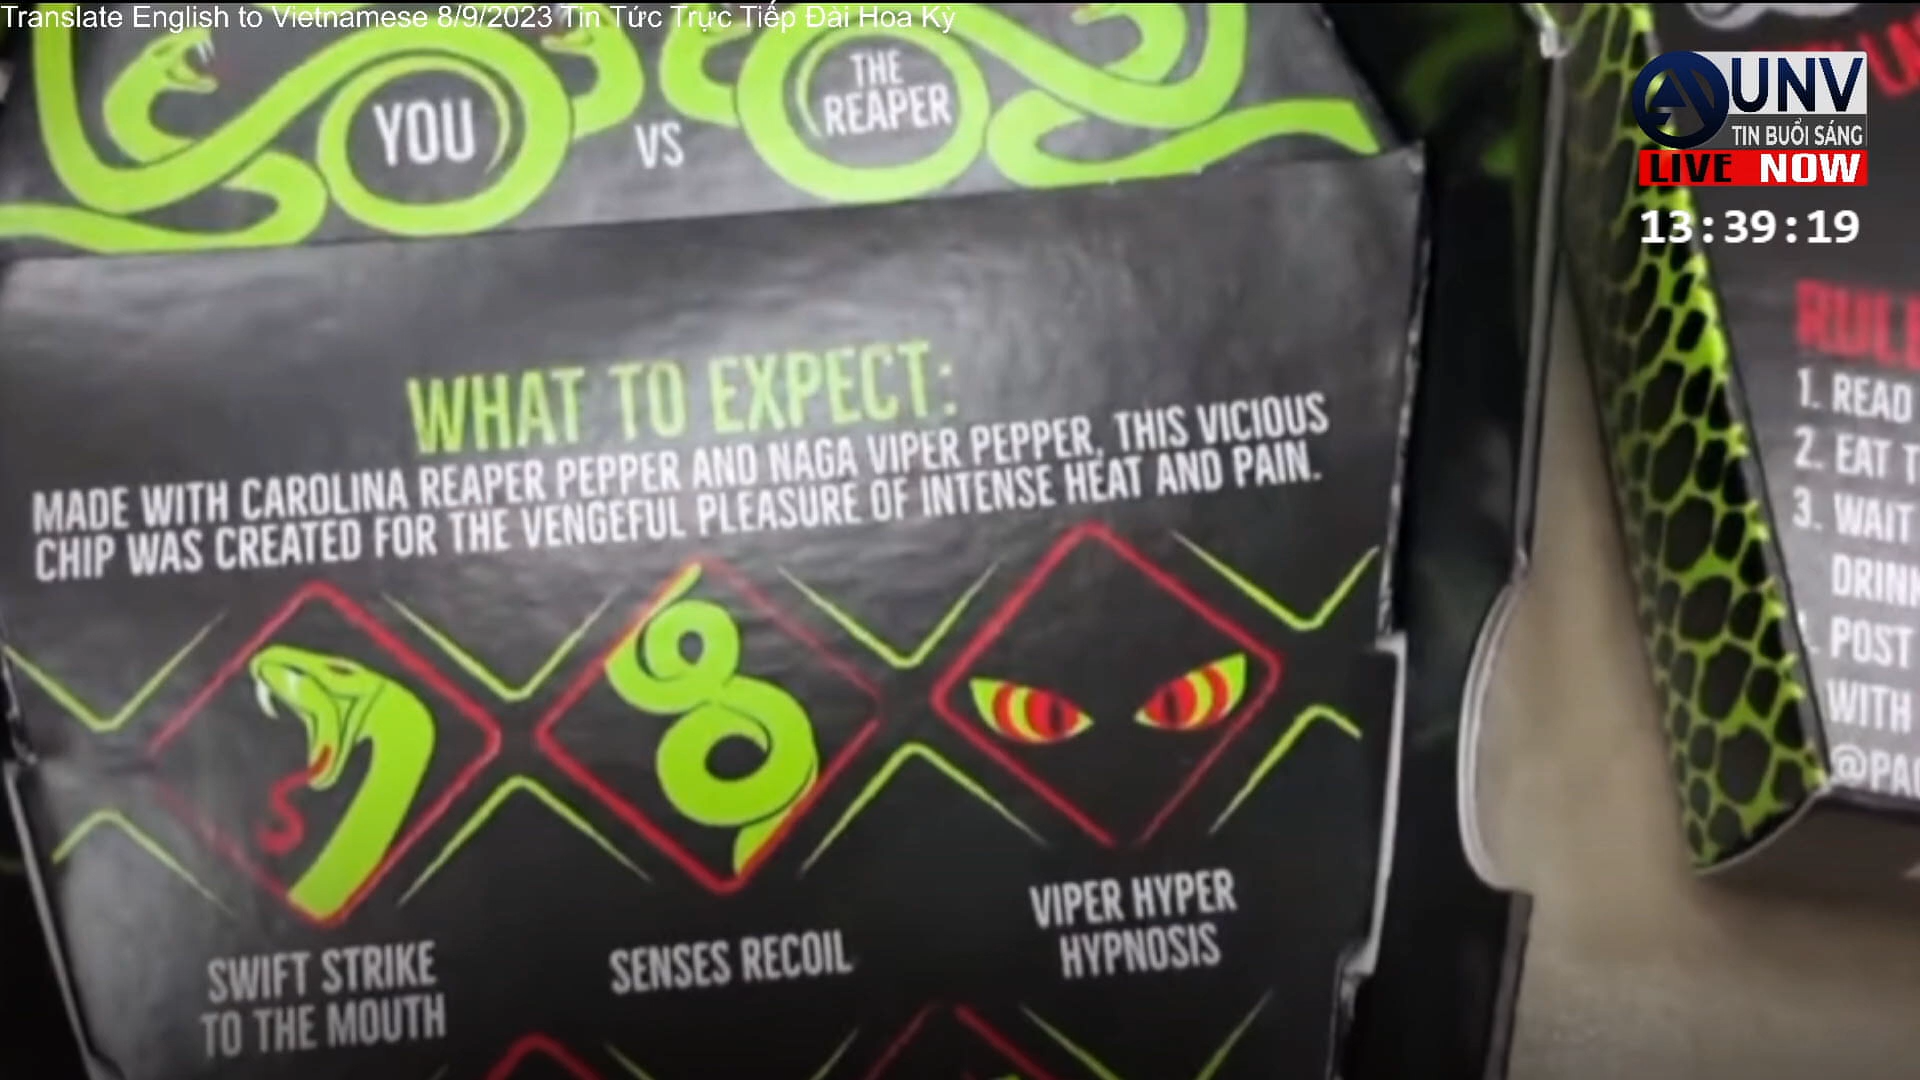 Translate English to Vietnamese 8/9/2023 Tin Tức Trực Tiếp Đài Hoa Kỳ
UNV
TIN BUỔI SÁNG
LIVE NOW
13:39:19
YOU
VS
THE
REAPER
WHAT TO EXPECT:
MADE WITH CAROLINA REAPER PEPPER AND NAGA VIPER PEPPER, THIS VICIOUS
CHIP WAS CREATED FOR THE VENGEFUL PLEASURE OF INTENSE HEAT AND PAIN.
SWIFT STRIKE
TO THE MOUTH
SENSES RECOIL
VIPER HYPER
HYPNOSIS
1. READ
2. EAT
3. WAIT
POST
WITH